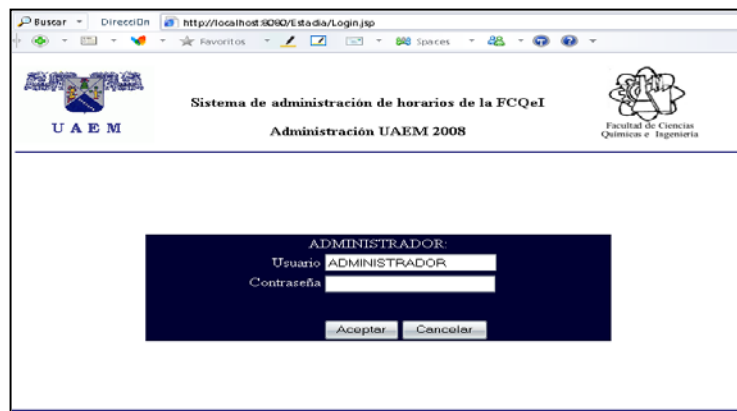 Buscar DirecciDn http://localhost:8080/Estadia/Login.jsp
Favoritos Spaces
UAEM
Sistema de administración de horarios de la FCQeI
Administración UAEM 2008
Facultad de Ciencias
Químicas e Ingeniería
ADMINISTRADOR:
Usuario ADMINISTRADOR
Contraseña
Aceptar Cancelar